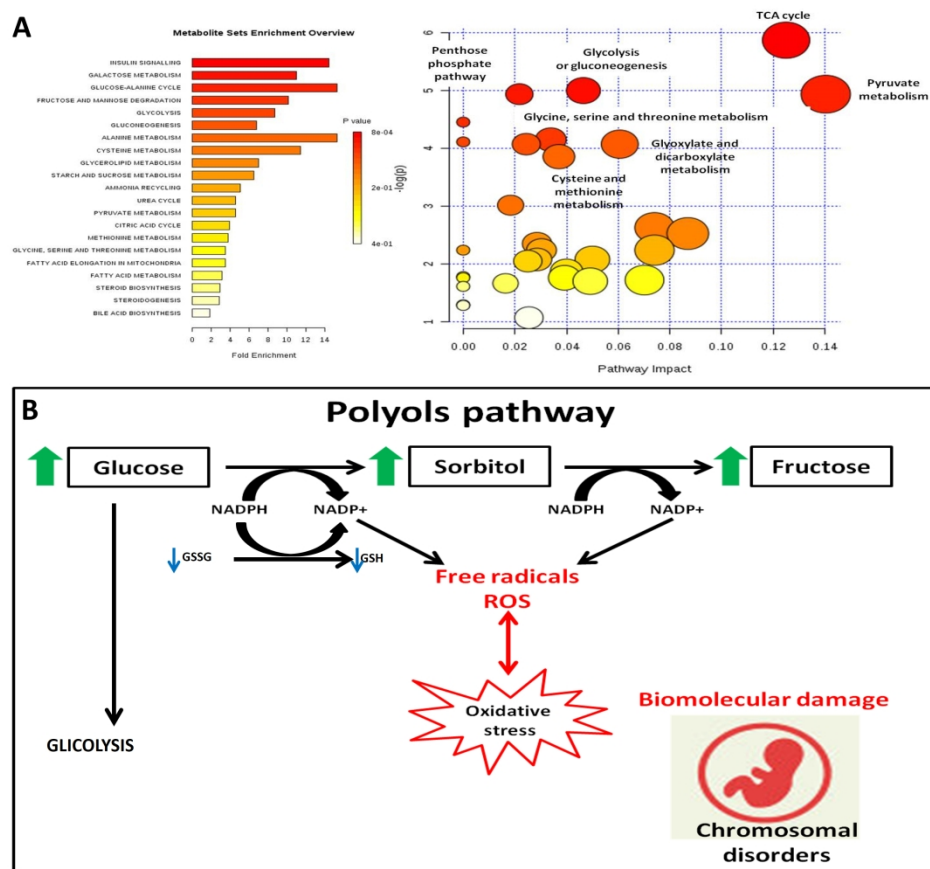 A
Metabolite Sets Enrichment Overview
INSULIN SIGNALLING
GALACTOSE METABOLISM
GLUCOSE-ALANINE CYCLE
FRUCTOSE AND MANNOSE DEGRADATION
GLYCOLYSIS
GLUCONEOGENESIS
ALANINE METABOLISM
CYSTEINE METABOLISM
GLYCEROLIPID METABOLISM
STARCH AND SUCROSE METABOLISM
AMMONIA RECYCLING
UREA CYCLE
PYRUVATE METABOLISM
CITRIC ACID CYCLE
METHIONINE METABOLISM
GLYCINE, SERINE AND THREONINE METABOLISM
FATTY ACID ELONGATION IN MITOCHONDRIA
FATTY ACID METABOLISM
STEROID BIOSYNTHESIS
STEROIDOGENESIS
BILE ACID BIOSYNTHESIS
0 2 4 6 8 10 12 14
Fold Enrichment
P value
8e-04
2e-01
4e-01
-log(p)
6
5
4
3
2
1
TCA cycle
Penthose
phosphate
pathway
Glycolysis
or gluconeogenesis
Pyruvate
metabolism
Glycine, serine and threonine metabolism
Glyoxylate and
dicarboxylate
metabolism
Cysteine and
methionine
metabolism
0.00 0.02 0.04 0.06 0.08 0.10 0.12 0.14
Pathway Impact
B
Polyols pathway
Glucose
Sorbitol
Fructose
NADPH NADP+ NADPH NADP+
GSSG GSH
Free radicals
ROS
Oxidative
stress
GLICOLYSIS
Biomolecular damage
Chromosomal
disorders